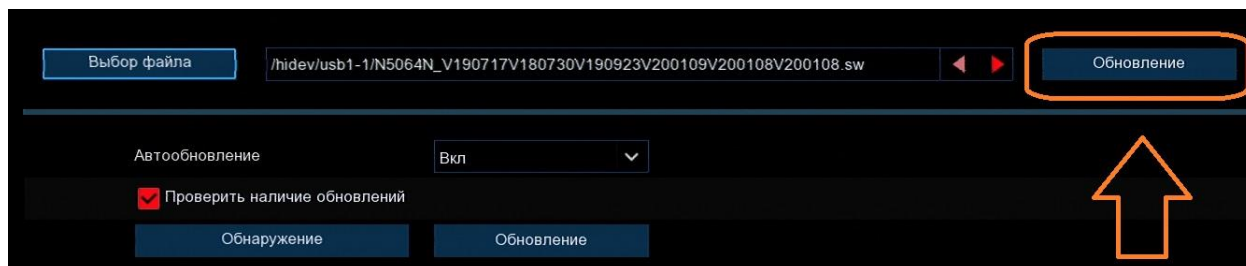 Выбор файла /hidev/usb1-1/N5064N_V190717V180730V190923V200109V200108V200108.sw Обновление
Автообновление Вкл
Проверить наличие обновлений
Обнаружение Обновление